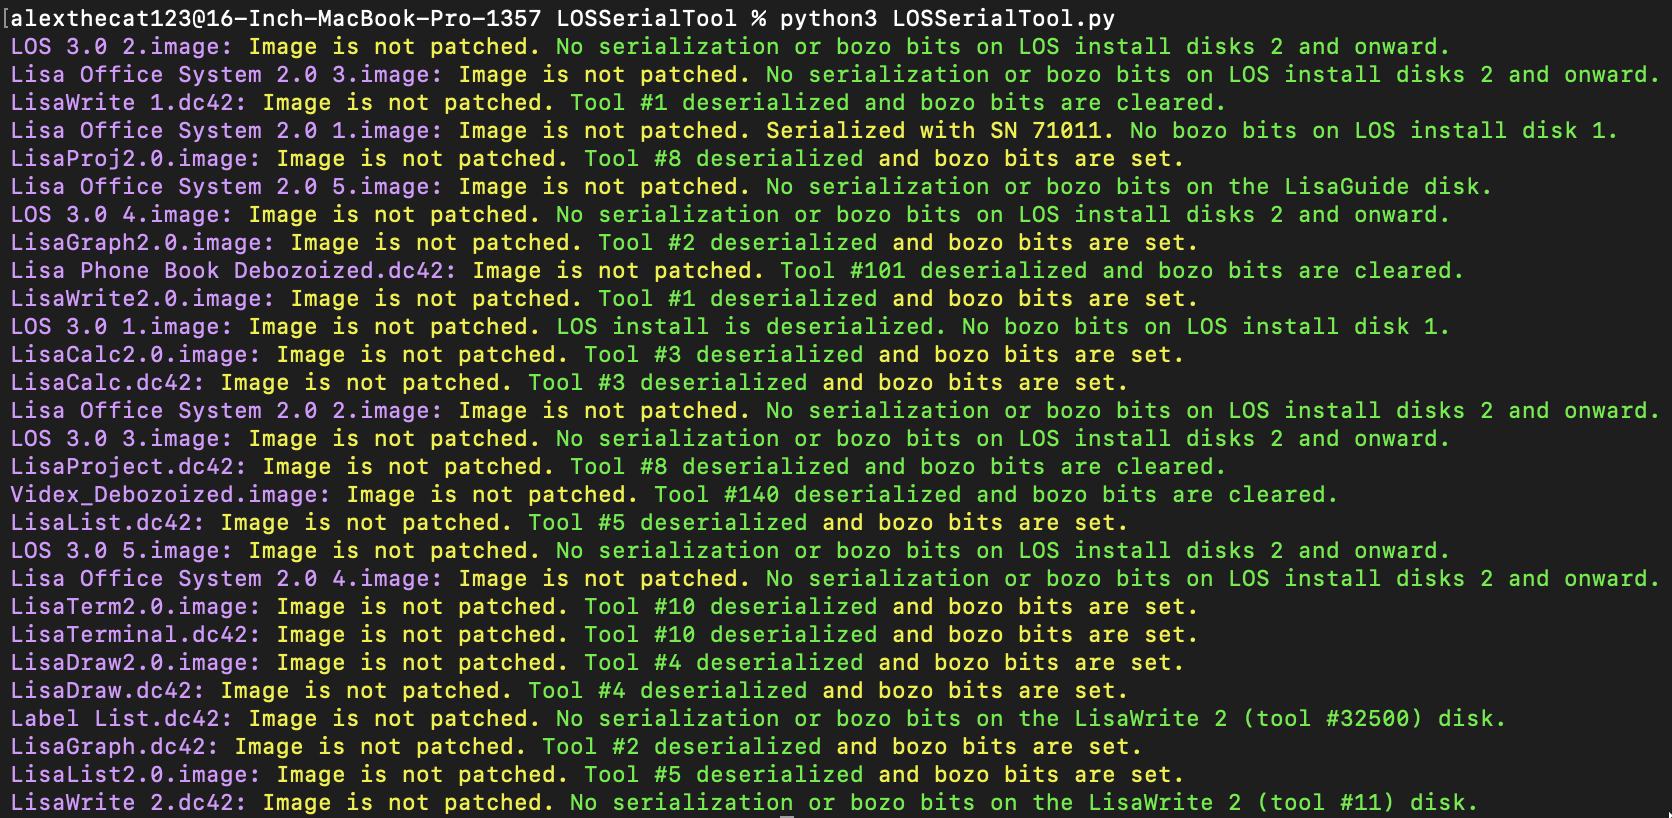 [alexthecat123@16-Inch-MacBook-Pro-1357 LOSSerialTool % python3 LOSSerialTool.py
LOS 3.0 2.image: Image is not patched. No serialization or bozo bits on LOS install disks 2 and onward.
Lisa Office System 2.0 3.image: Image is not patched. No serialization or bozo bits on LOS install disks 2 and onward.
LisaWrite 1.dc42: Image is not patched. Tool #1 deserialized and bozo bits are cleared.
Lisa Office System 2.0 1.image: Image is not patched. Serialized with SN 71011. No bozo bits on LOS install disk 1.
LisaProj2.0.image: Image is not patched. Tool #8 deserialized and bozo bits are set.
Lisa Office System 2.0 5.image: Image is not patched. No serialization or bozo bits on the LisaGuide disk.
LOS 3.0 4.image: Image is not patched. No serialization or bozo bits on LOS install disks 2 and onward.
LisaGraph2.0.image: Image is not patched. Tool #2 deserialized and bozo bits are set.
Lisa Phone Book Debozoized.dc42: Image is not patched. Tool #101 deserialized and bozo bits are cleared.
LisaWrite2.0.image: Image is not patched. Tool #1 deserialized and bozo bits are set.
LOS 3.0 1.image: Image is not patched. LOS install is deserialized. No bozo bits on LOS install disk 1.
LisaCalc2.0.image: Image is not patched. Tool #3 deserialized and bozo bits are set.
LisaCalc.dc42: Image is not patched. Tool #3 deserialized and bozo bits are set.
Lisa Office System 2.0 2.image: Image is not patched. No serialization or bozo bits on LOS install disks 2 and onward.
LOS 3.0 3.image: Image is not patched. No serialization or bozo bits on LOS install disks 2 and onward.
LisaProject.dc42: Image is not patched. Tool #8 deserialized and bozo bits are cleared.
Videx_Debozoized.image: Image is not patched. Tool #140 deserialized and bozo bits are cleared.
LisaList.dc42: Image is not patched. Tool #5 deserialized and bozo bits are set.
LOS 3.0 5.image: Image is not patched. No serialization or bozo bits on LOS install disks 2 and onward.
Lisa Office System 2.0 4.image: Image is not patched. No serialization or bozo bits on LOS install disks 2 and onward.
LisaTerm2.0.image: Image is not patched. Tool #10 deserialized and bozo bits are set.
LisaTerminal.dc42: Image is not patched. Tool #10 deserialized and bozo bits are set.
LisaDraw2.0.image: Image is not patched. Tool #4 deserialized and bozo bits are set.
LisaDraw.dc42: Image is not patched. Tool #4 deserialized and bozo bits are set.
Label List.dc42: Image is not patched. No serialization or bozo bits on the LisaWrite 2 (tool #32500) disk.
LisaGraph.dc42: Image is not patched. Tool #2 deserialized and bozo bits are set.
LisaList2.0.image: Image is not patched. Tool #5 deserialized and bozo bits are set.
LisaWrite 2.dc42: Image is not patched. No serialization or bozo bits on the LisaWrite 2 (tool #11) disk.